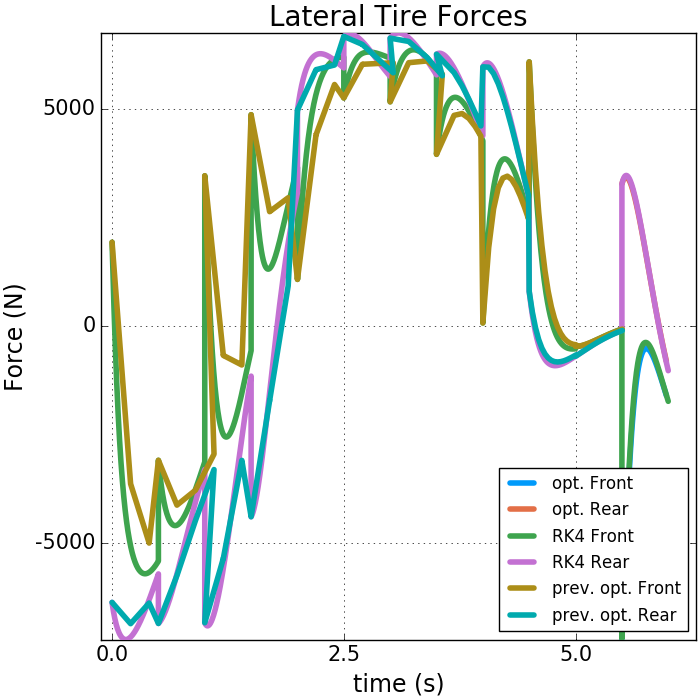 Lateral Tire Forces
Force (N)
5000
0
-5000
0.0
2.5
5.0
time (s)
opt. Front
opt. Rear
RK4 Front
RK4 Rear
prev. opt. Front
prev. opt. Rear